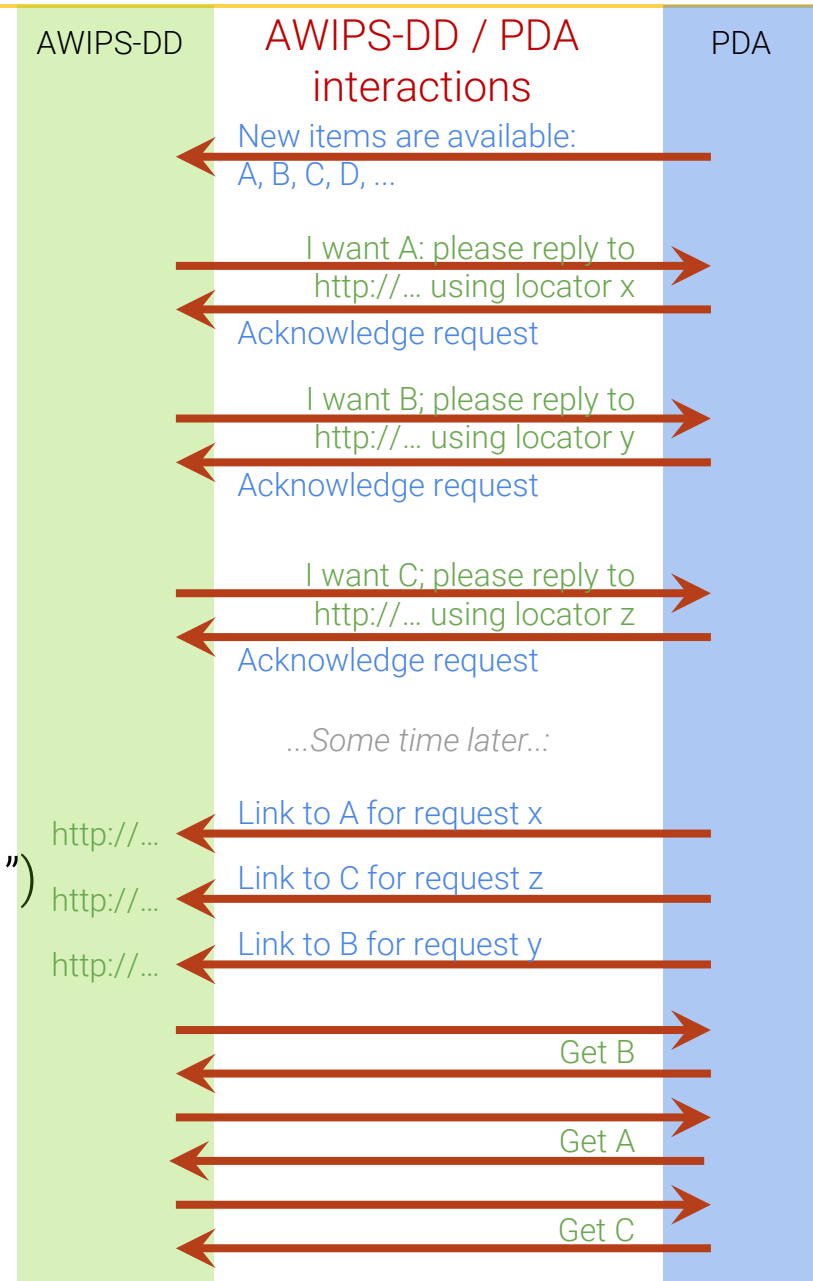 AWIPS-DD
AWIPS-DD / PDA
interactions
PDA
New items are available:
A, B, C, D, ...
I want A: please reply to
http://… using locator x
Acknowledge request
I want B; please reply to
http://… using locator y
Acknowledge request
I want C; please reply to
http://… using locator z
Acknowledge request
...Some time later..:
http://…
Link to A for request x
”)
http://…
Link to C for request z
http://…
Link to B for request y
Get B
Get A
Get C